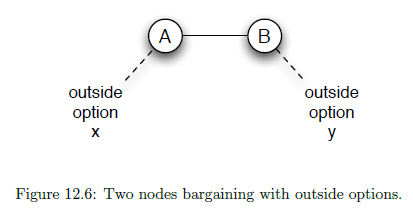 A B
outside
option
x
outside
option
y
Figure 12.6: Two nodes bargaining with outside options.